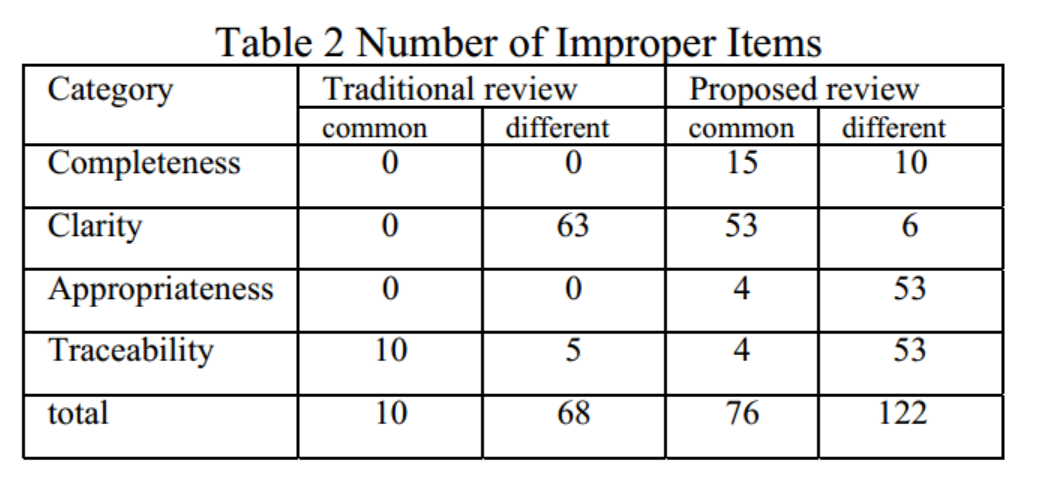 Table 2 Number of Improper Items
Category Traditional review Proposed review
common different common different
Completeness 0 0 15 10
Clarity 0 63 53 6
Appropriateness 0 0 4 53
Traceability 10 5 4 53
total 10 68 76 122